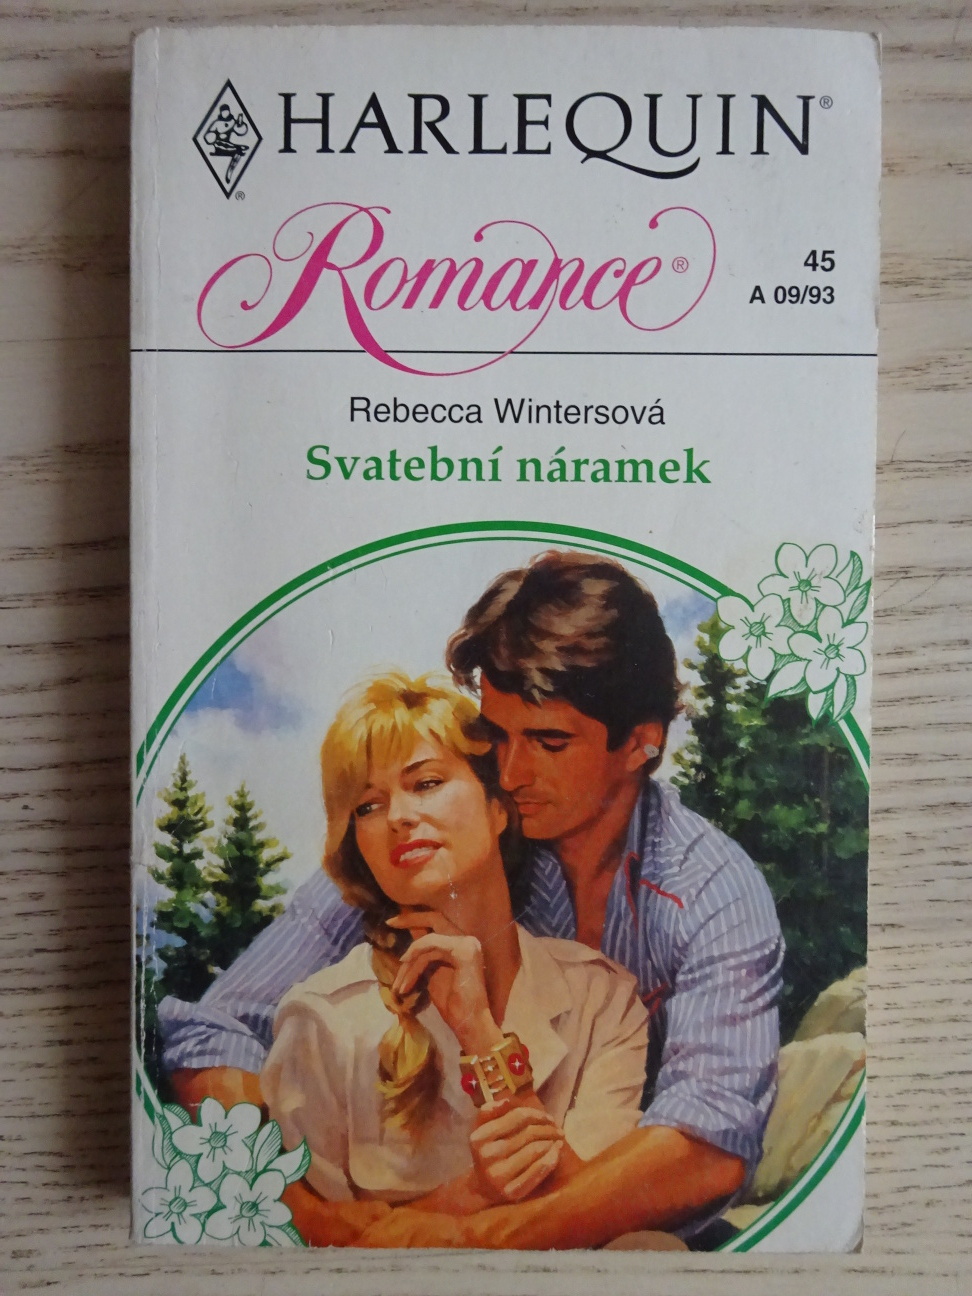 HARLEQUIN®
®
Romance®
45
A 09/93
Rebecca Wintersová
Svatební náramek